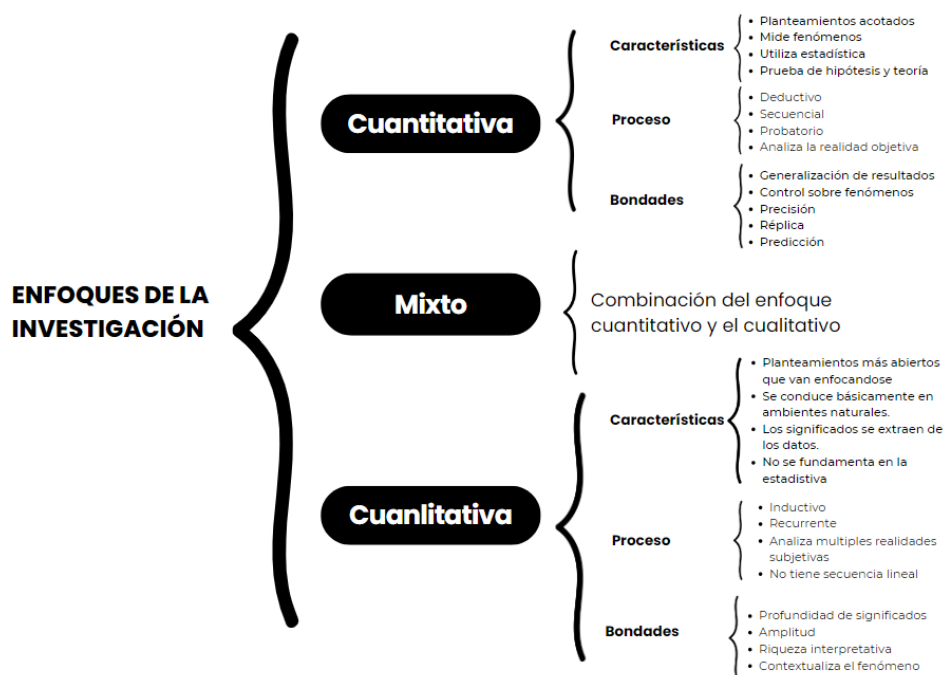 ENFOQUES DE LA
INVESTIGACIÓN
Cuantitativa
Característícas
• Planteamientos acotados
• Mide fenómenos
• Utiliza estadística
• Prueba de hipótesis y teoría
Proceso
• Deductivo
• Secuencial
• Probatorio
• Analiza la realidad objetiva
Bondades
• Generalización de resultados
• Control sobre fenómenos
• Precisión
• Réplica
• Predicción
Mixto
Combinación del enfoque
cuantitativo y el cualitativo
Cuanlitativa
Característícas
• Planteamientos más abiertos
que van enfocandose
• Se conduce básicamente en
ambientes naturales.
• Los significados se extraen de
los datos.
• No se fundamenta en la
estadistiva
Proceso
• Inductivo
• Recurrente
• Analiza multiples realidades
subjetivas
• No tiene secuencia lineal
Bondades
• Profundidad de significados
• Amplitud
• Riqueza interpretativa
• Contextualiza el fenómeno